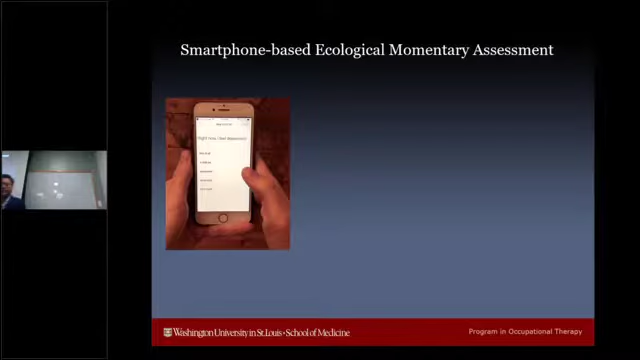 Smartphone-based Ecological Momentary Assessment
Right now, I feel depressed
Washington University in St. Louis • School of Medicine
Program in Occupational Therapy